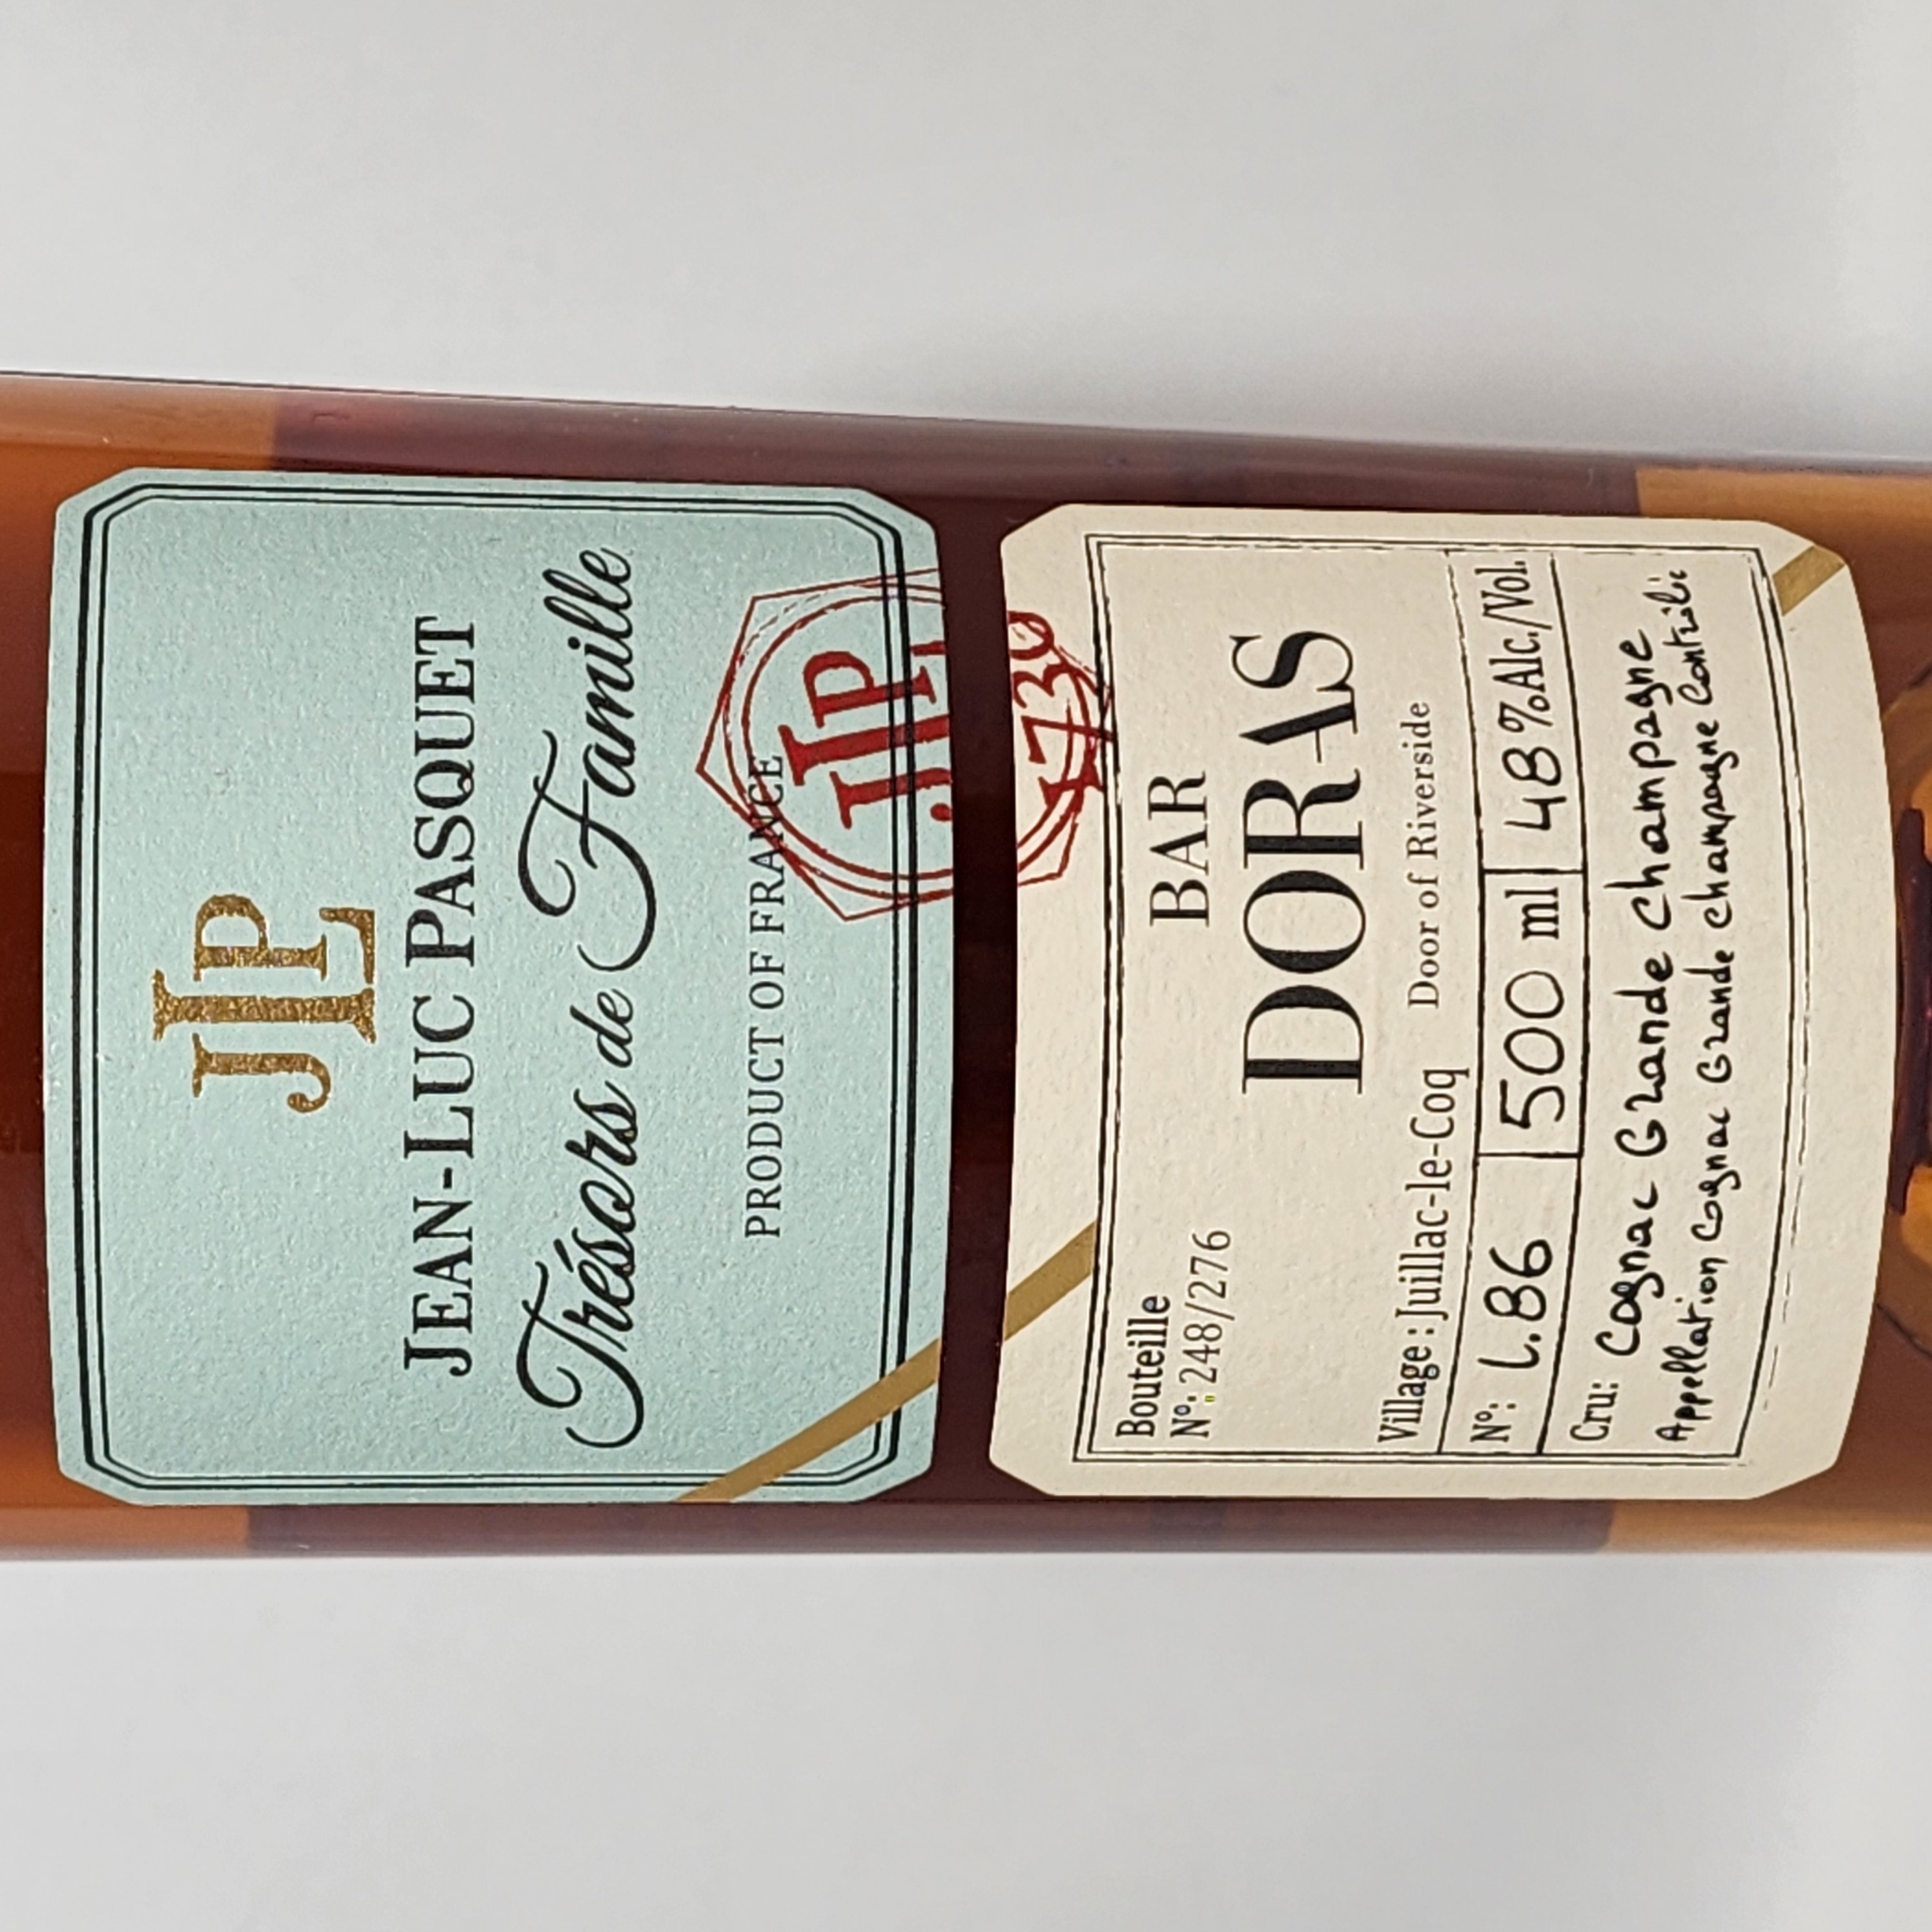 JLP
JEAN-LUC PASQUET
Trésors de Famille
PRODUCT OF FRANCE
JLP
1730
BAR
Bouteille
N°: 248/276
DORAS
Village : Juillac-le-Coq Door of Riverside
N°: L.86 500 ml 48 %Alc./Vol.
Cru: Cognac Grande Champagne
Appellation Cognac Grande Champagne Contrôlée